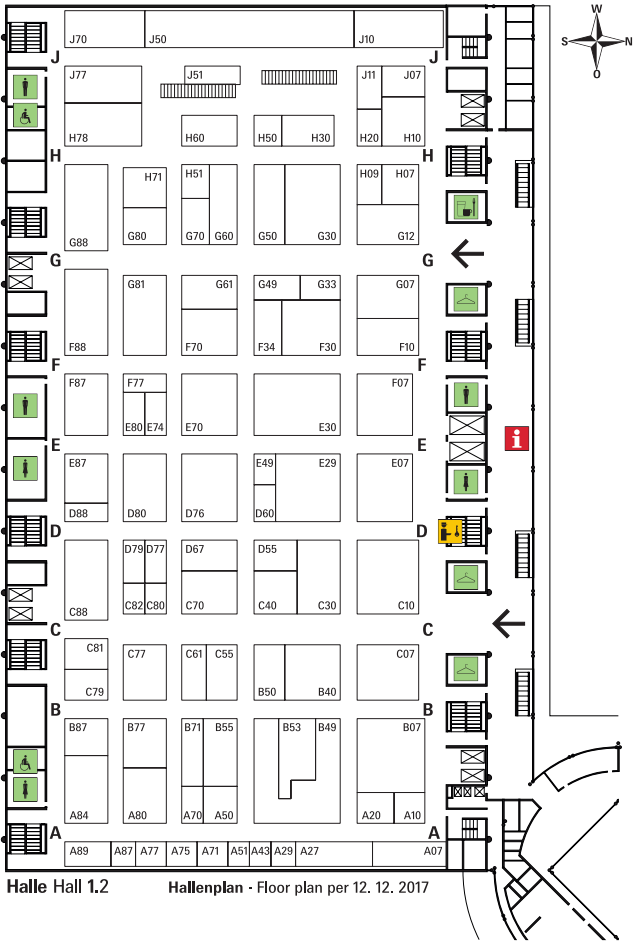 W
S N
O
J70 J50 J10
J J
J77 J51 J11 J07
H78 H60 H50 H30 H20 H10
H H
H71 H51 H09 H07
G88 G80 G70 G60 G50 G30 G12
G G
G81 G61 G49 G33 G07
F88 F70 F34 F30 F10
F F
F87 F77 F07
E80 E74 E70 E30
E E
i
E87 E49 E29 E07
D88 D80 D76 D60
D D
D79 D77 D67 D55
C88 C82 C80 C70 C40 C30 C10
C C
C81 C77 C61 C55 C07
C79 B50 B40
B B
B87 B77 B71 B55 B53 B49 B07
A84 A80 A70 A50 A20 A10
A A
A89 A87 A77 A75 A71 A51 A43 A29 A27 A07
Halle Hall 1.2 Hallenplan - Floor plan per 12. 12. 2017